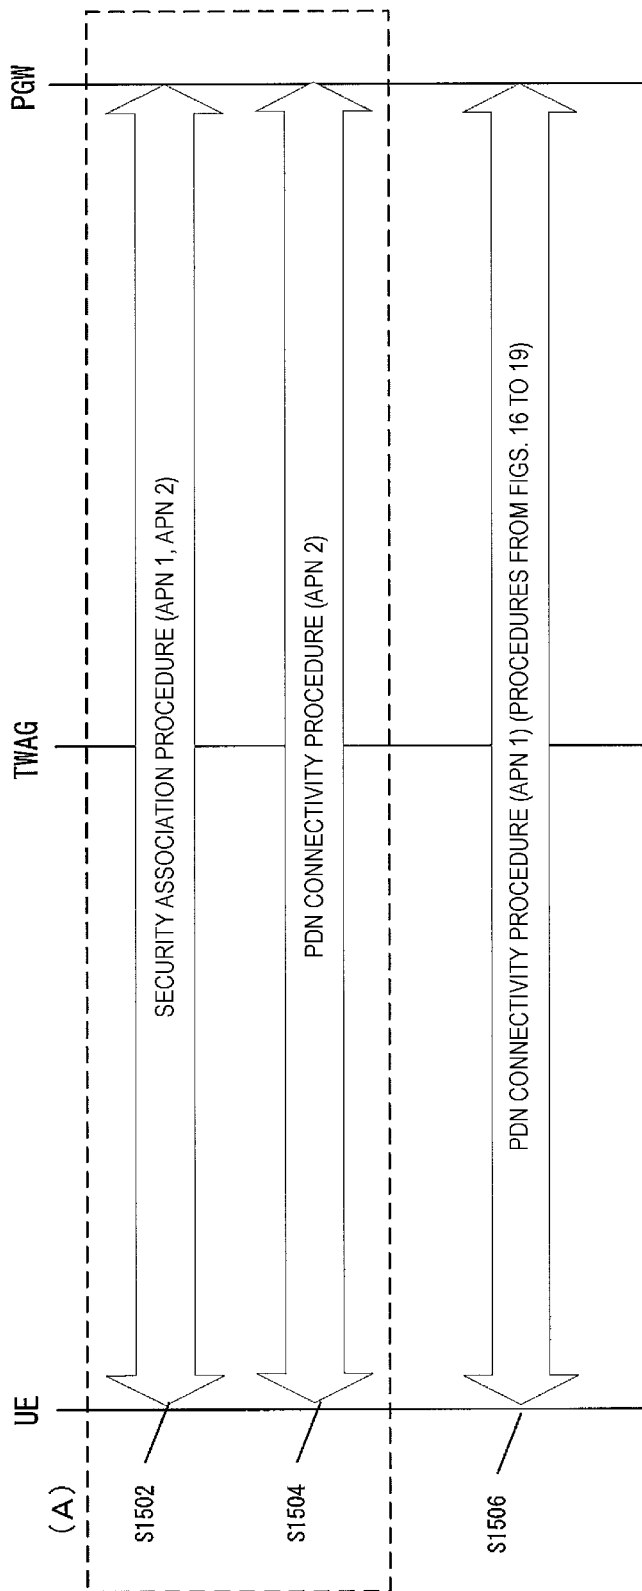 UE
TWAG
PGW
(A)
S1502
SECURITY ASSOCIATION PROCEDURE (APN 1, APN 2)
S1504
PDN CONNECTIVITY PROCEDURE (APN 2)
S1506
PDN CONNECTIVITY PROCEDURE (APN 1) (PROCEDURES FROM FIGS. 16 TO 19)